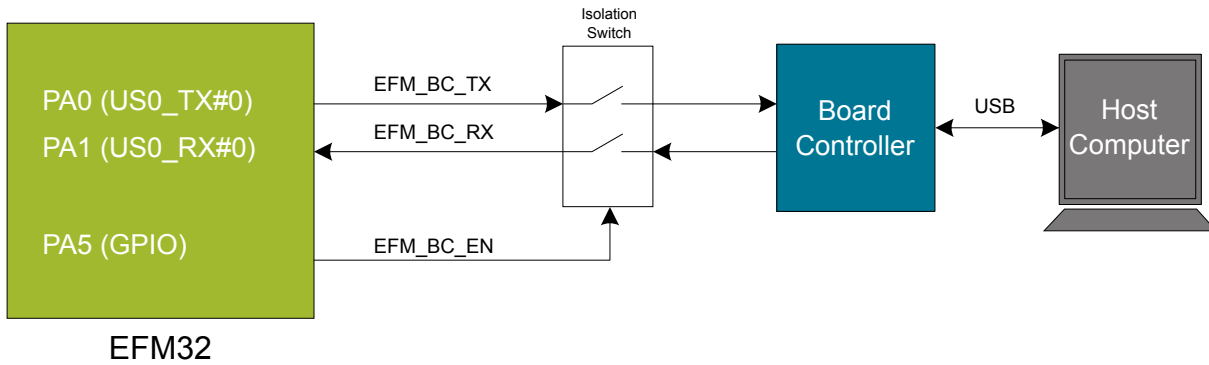 Isolation
Switch
PA0 (US0_TX#0)
EFM_BC_TX
PA1 (US0_RX#0)
EFM_BC_RX
PA5 (GPIO)
EFM_BC_EN
EFM32
Board
Controller
USB
Host
Computer